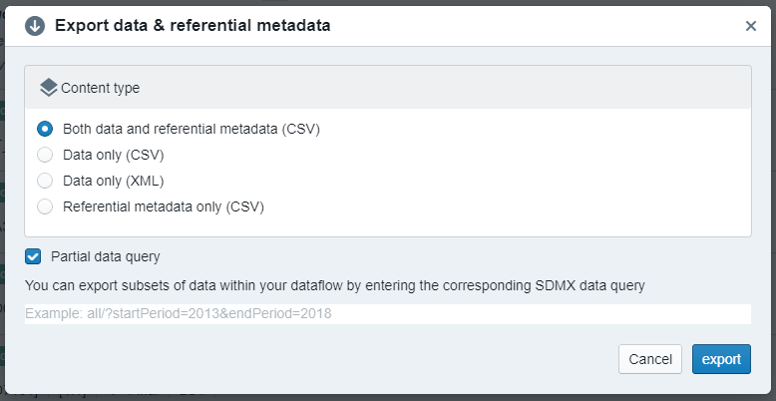 Export data & referential metadata
Content type
Both data and referential metadata (CSV)
Data only (CSV)
Data only (XML)
Referential metadata only (CSV)
Partial data query
You can export subsets of data within your dataflow by entering the corresponding SDMX data query
Example: all/?startPeriod=2013&endPeriod=2018
Cancel
export